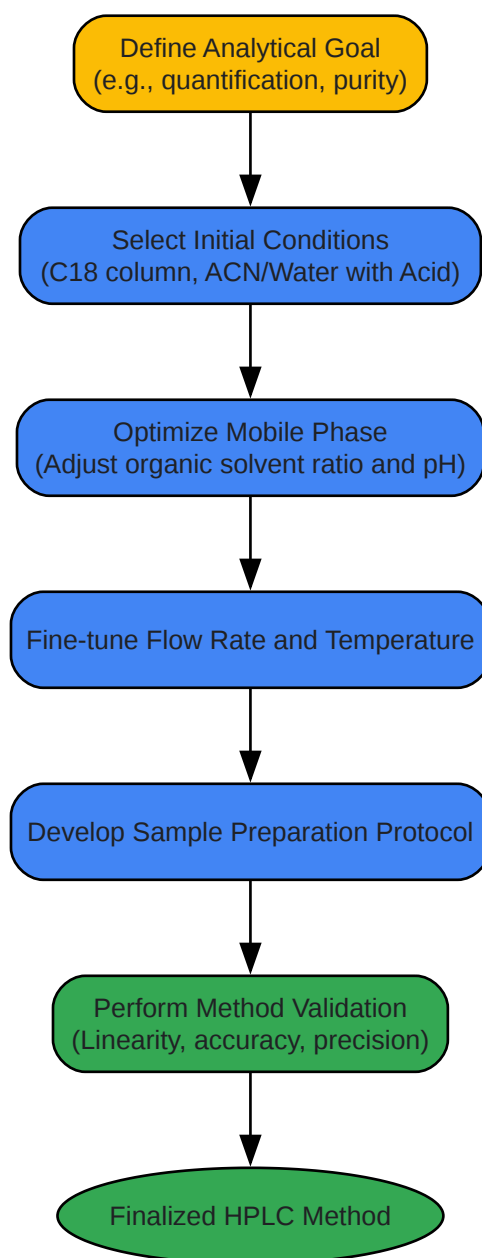 Define Analytical Goal
(e.g., quantification, purity)
Select Initial Conditions
(C18 column, ACN/Water with Acid)
Optimize Mobile Phase
(Adjust organic solvent ratio and pH)
Fine-tune Flow Rate and Temperature
Develop Sample Preparation Protocol
Perform Method Validation
(Linearity, accuracy, precision)
Finalized HPLC Method